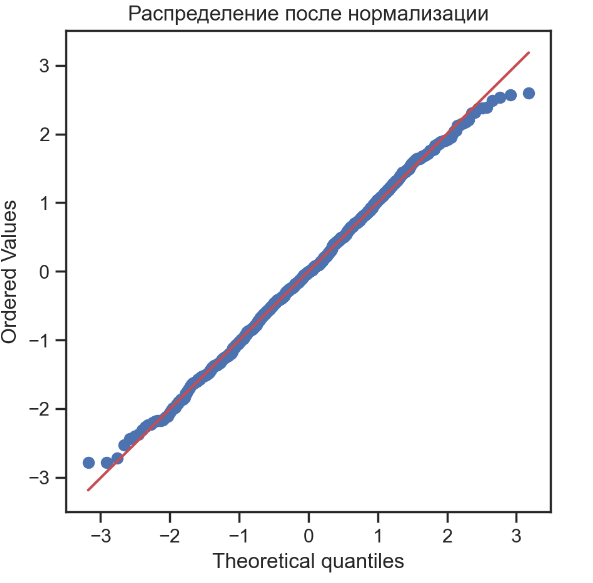 Распределение после нормализации
3
2
1
0
−1
−2
−3
Ordered Values
−3 −2 −1 0 1 2 3
Theoretical quantiles